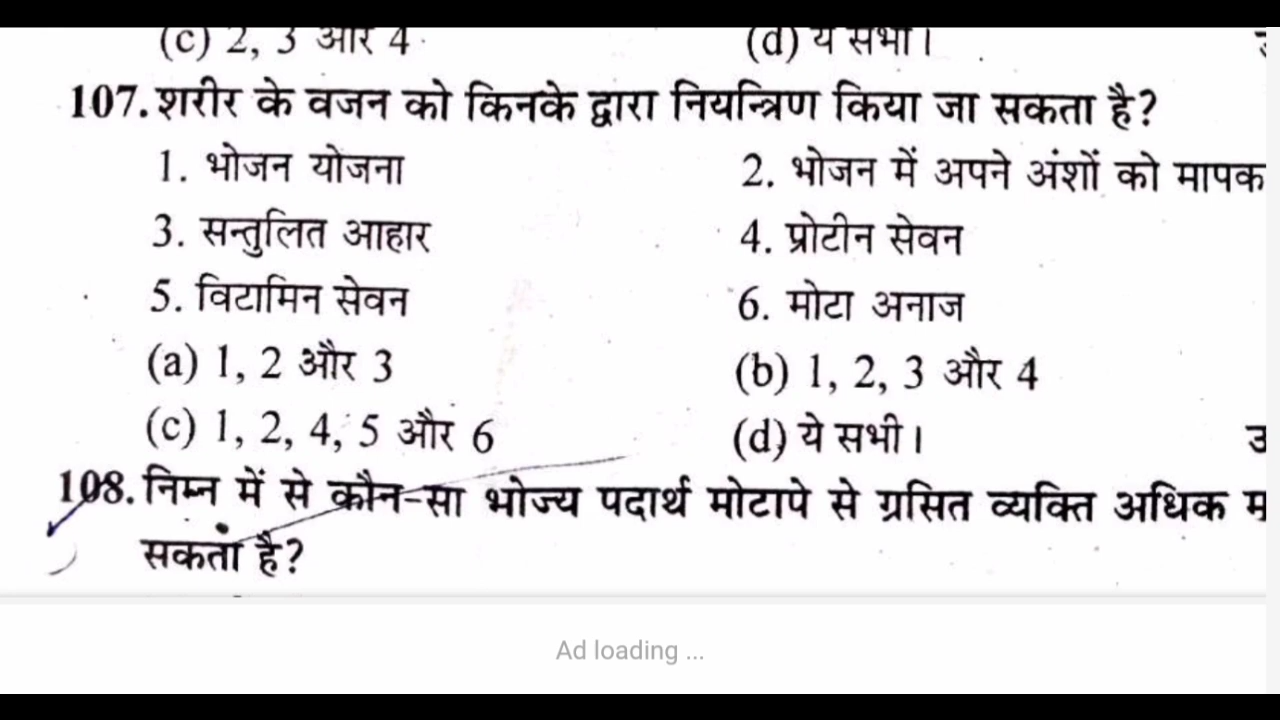 (c) 2, 3 और 4
(d) ये सभी।
107. शरीर के वजन को किनके द्वारा नियन्त्रिण किया जा सकता है?
1. भोजन योजना
2. भोजन में अपने अंशों को मापक
3. सन्तुलित आहार
4. प्रोटीन सेवन
5. विटामिन सेवन
6. मोटा अनाज
(a) 1, 2 और 3
(b) 1, 2, 3 और 4
(c) 1, 2, 4, 5 और 6
(d) ये सभी।
108. निम्न में से कौन-सा भोज्य पदार्थ मोटापे से ग्रसित व्यक्ति अधिक
सकता है?
Ad loading ...